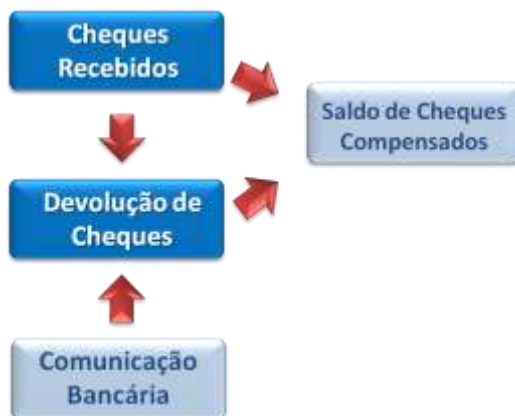 Cheques
Recebidos
Saldo de Cheques
Compensados
Devolução de
Cheques
Comunicação
Bancária